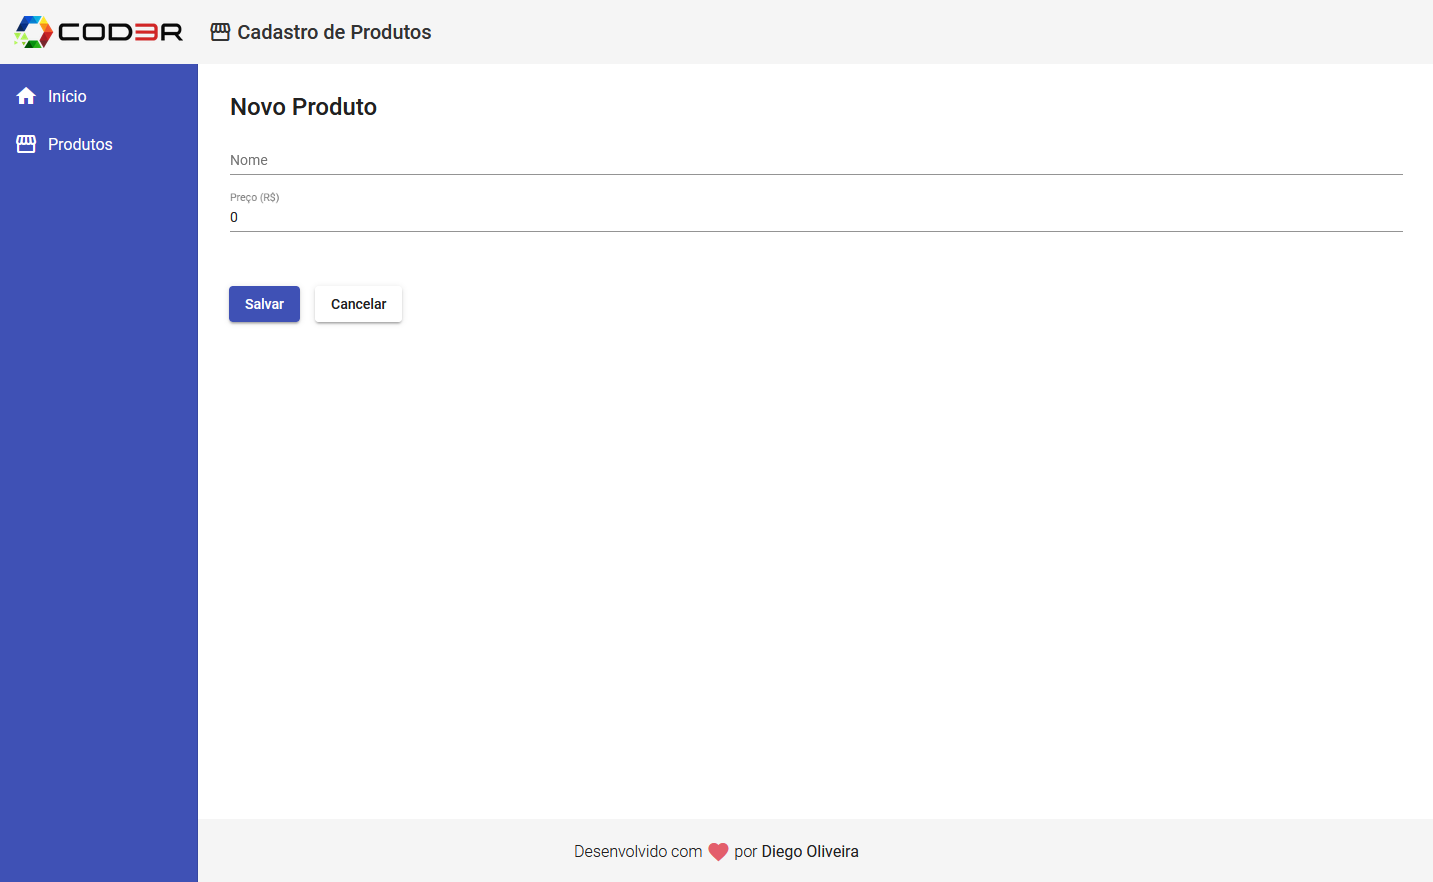 COD3R
Cadastro de Produtos
Início
Produtos
Novo Produto
Nome
Preço (R$)
0
Salvar
Cancelar
Desenvolvido com por Diego Oliveira